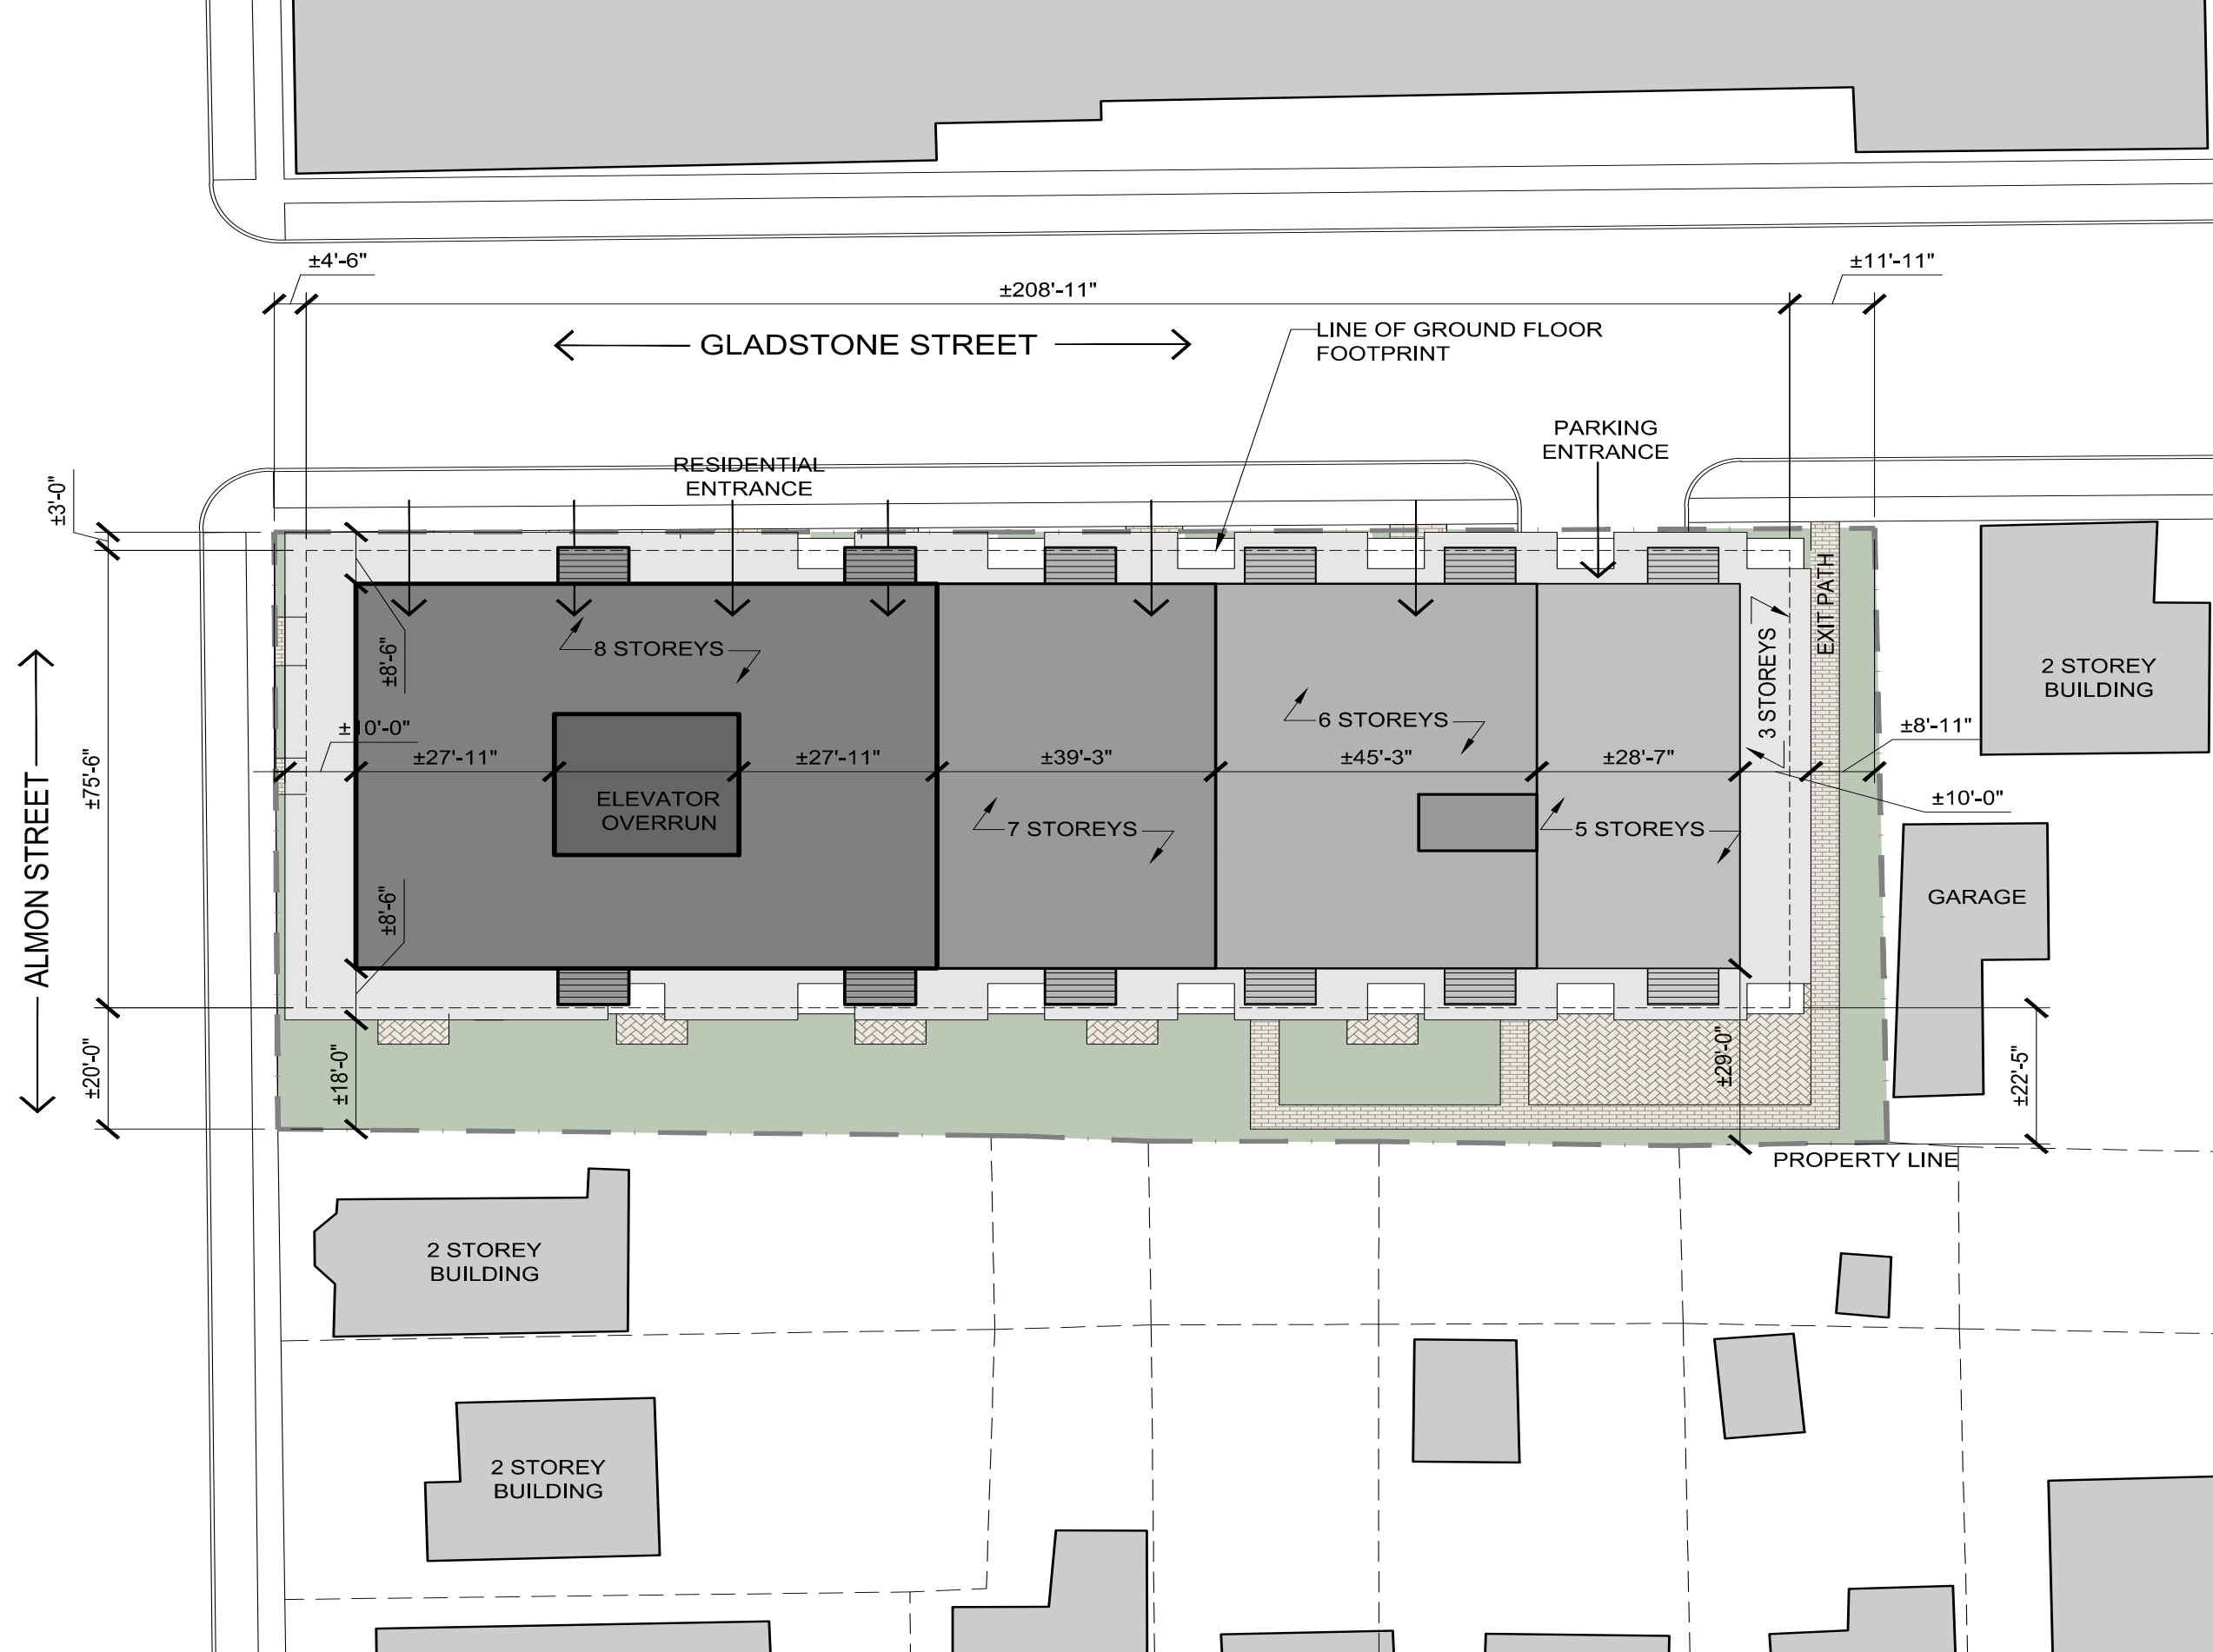 ±4'-6"
±11'-11"
±208'-11"
GLADSTONE STREET
LINE OF GROUND FLOOR
FOOTPRINT
PARKING
ENTRANCE
RESIDENTIAL
ENTRANCE
±3'-0"
EXIT PATH
±8'-6"
8 STOREYS
3 STOREYS
2 STOREY
BUILDING
6 STOREYS
±10'-0"
±8'-11"
±27'-11"
±27'-11"
±39'-3"
±45'-3"
±28'-7"
±75'-6"
ALMON STREET
ELEVATOR
OVERRUN
±10'-0"
7 STOREYS
5 STOREYS
±8'-6"
GARAGE
±20'-0"
±18'-0"
±29'-0"
±22'-5"
PROPERTY LINE
2 STOREY
BUILDING
2 STOREY
BUILDING